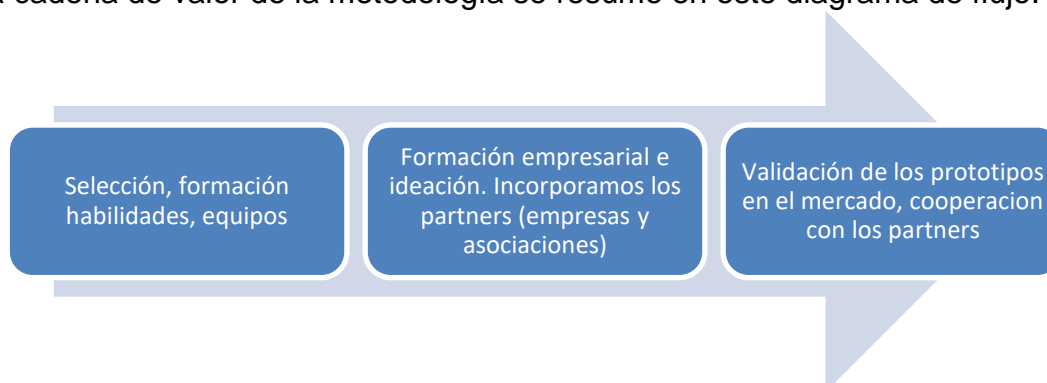 cadena de valor de la metodología se resume en este diagrama de flujo:
Selección, formación
habilidades, equipos
Formación empresarial e
ideación. Incorporamos los
partners (empresas y
asociaciones)
Validación de los prototipos
en el mercado, cooperacion
con los partners